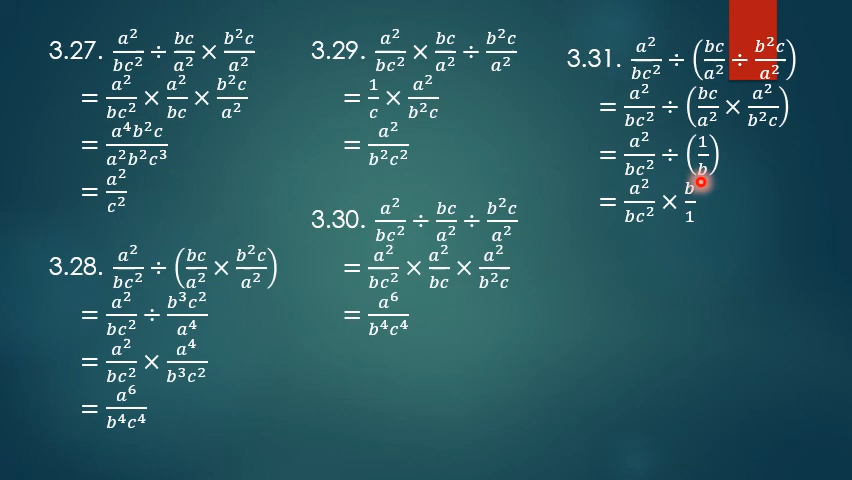 3.27. a²/bc² ÷ bc/a² × b²c/a²
= a²/bc² × a²/bc × b²c/a²
= a⁴b²c/a²b²c³
= a²/c²
3.28. a²/bc² ÷ (bc/a² × b²c/a²)
= a²/bc² ÷ b³c²/a⁴
= a²/bc² × a⁴/b³c²
= a⁶/b⁴c⁴
3.29. a²/bc² × bc/a² ÷ b²c/a²
= 1/c × a²/b²c
= a²/b²c²
3.30. a²/bc² ÷ bc/a² ÷ b²c/a²
= a²/bc² × a²/bc × a²/b²c
= a⁶/b⁴c⁴
3.31. a²/bc² ÷ (bc/a² ÷ b²c/a²)
= a²/bc² ÷ (bc/a² × a²/b²c)
= a²/bc² ÷ (1/b)
= a²/bc² × b/1